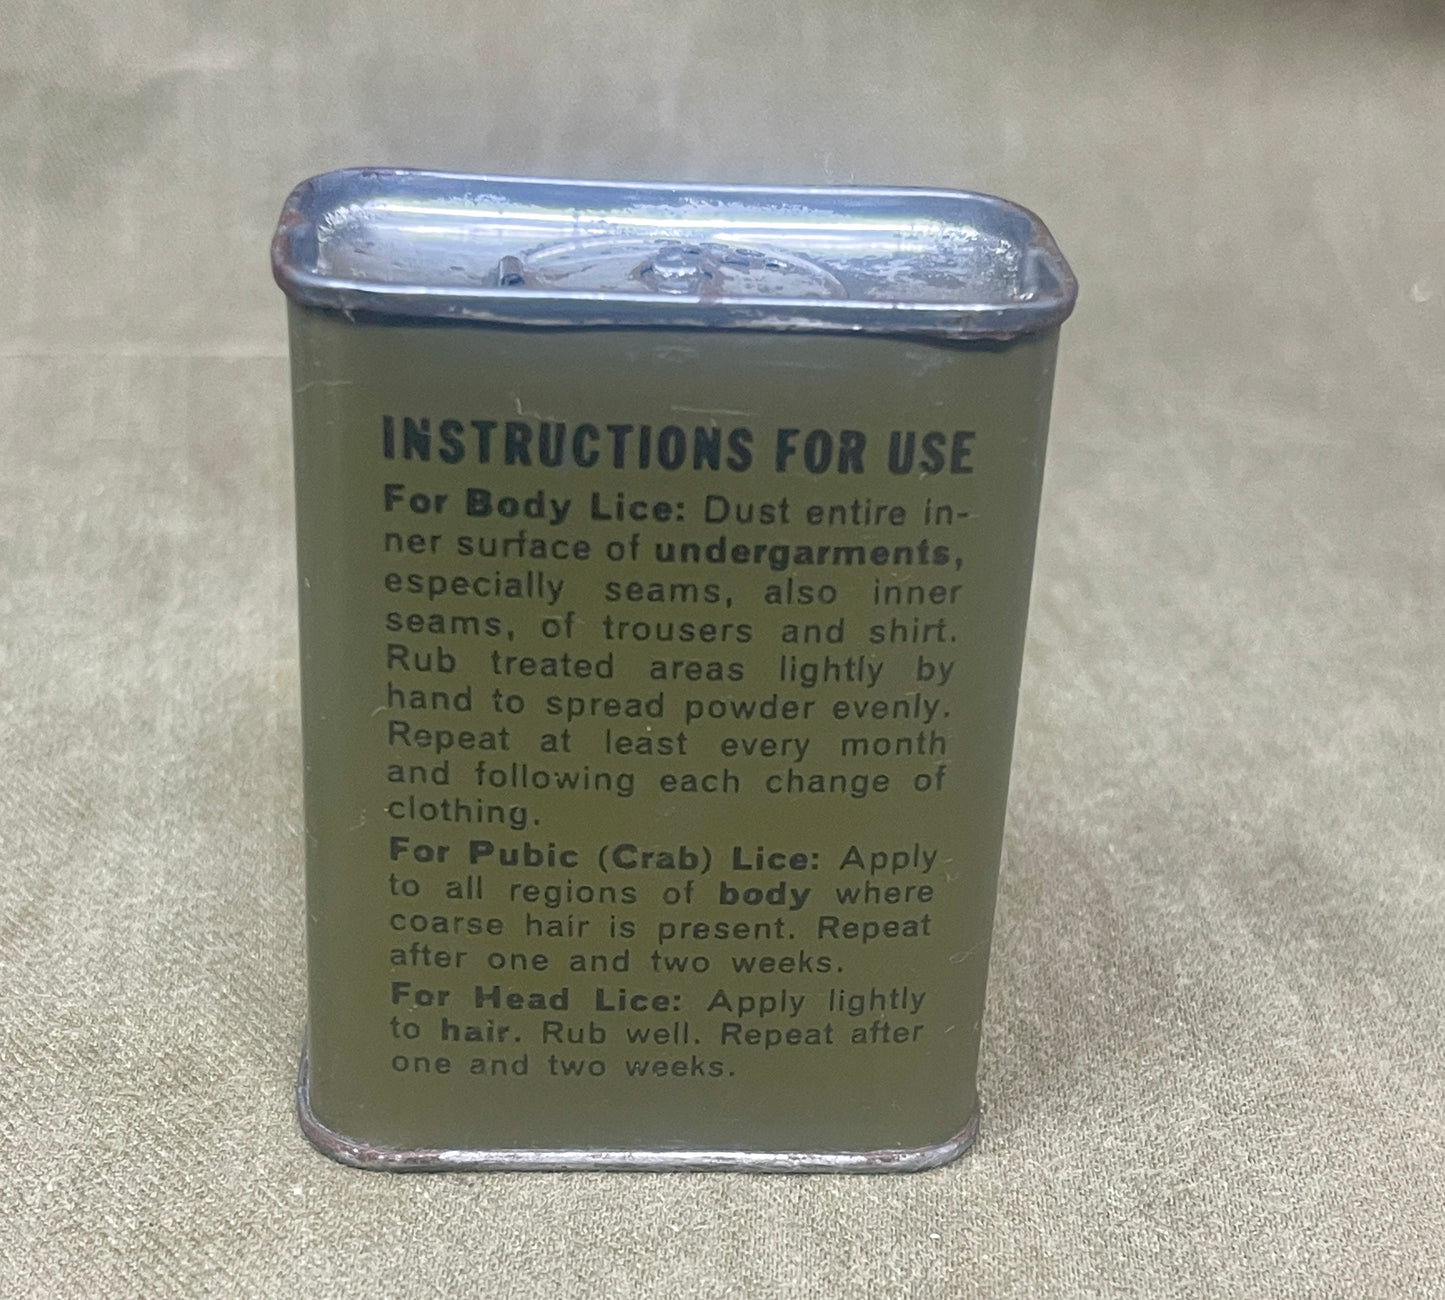 INSTRUCTIONS FOR USE
For Body Lice: Dust entire in-
ner surface of undergarments,
especially seams, also inner
seams, of trousers and shirt.
Rub treated areas lightly by
hand to spread powder evenly.
Repeat at least every month
and following each change of
clothing.
For Pubic (Crab) Lice: Apply
to all regions of body where
coarse hair is present. Repeat
after one and two weeks.
For Head Lice: Apply lightly
to hair. Rub well. Repeat after
one and two weeks.